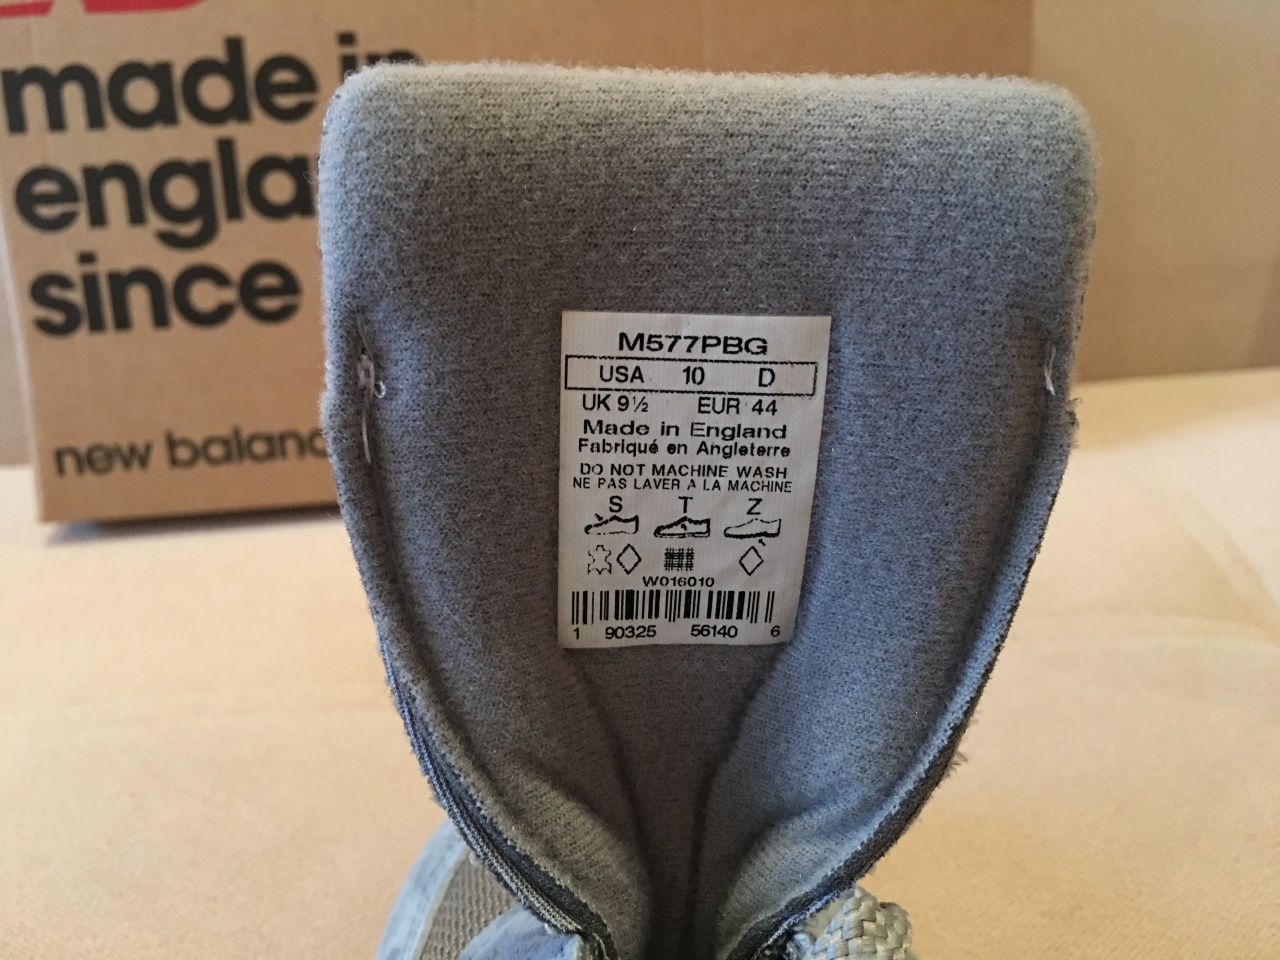 made in
engla
since
new balanc
M577PBG
USA 10 D
UK 9½ EUR 44
Made in England
Fabriqué en Angleterre
DO NOT MACHINE WASH
NE PAS LAVER A LA MACHINE
S T Z
W016010
1 90325 56140 6